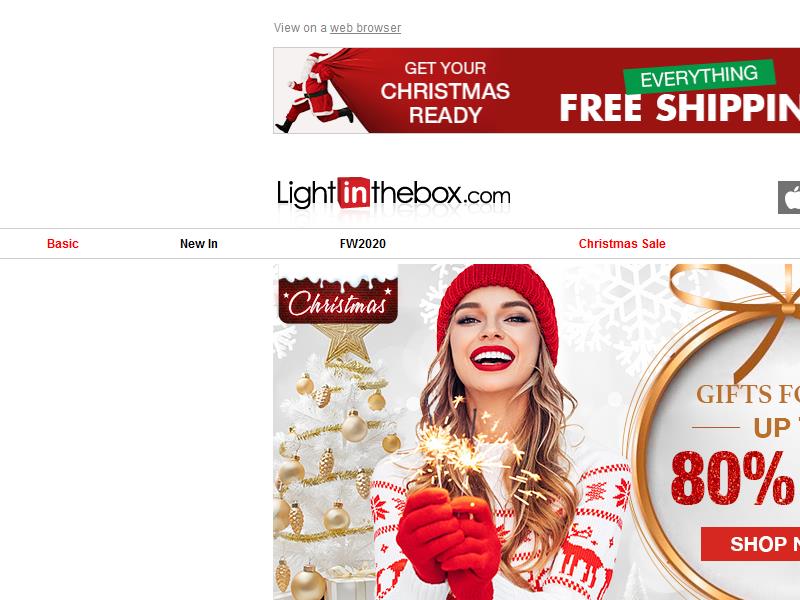 View on a web browser
GET YOUR
CHRISTMAS
READY
EVERYTHING
FREE SHIPPIN
Lightinthebox.com
Basic New In FW2020 Christmas Sale
Christmas
GIFTS FO
UP T
80%
SHOP N